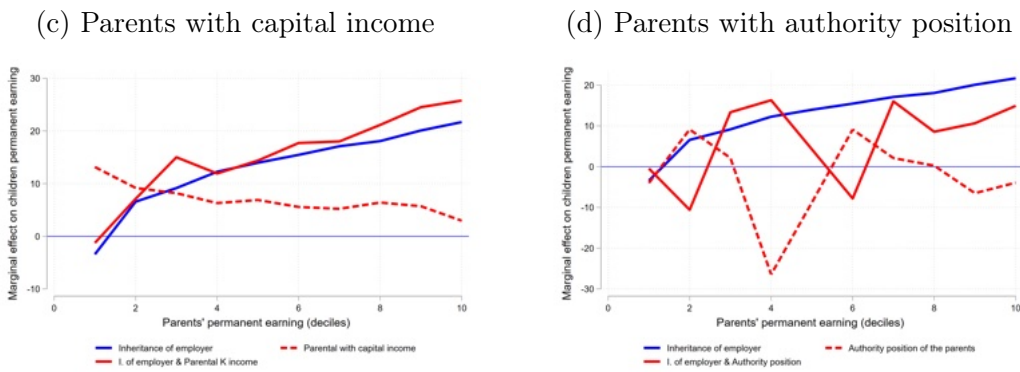 (c) Parents with capital income
Marginal effect on children permanent earning
30
20
10
0
-10
0 2 4 6 8 10
Parents' permanent earning (deciles)
Inheritance of employer
Parental with capital income
I. of employer & Parental K income
(d) Parents with authority position
Marginal effect on children permanent earning
20
10
0
-10
-20
-30
0 2 4 6 8 10
Parents' permanent earning (deciles)
Inheritance of employer
Authority position of the parents
I. of employer & Authority position